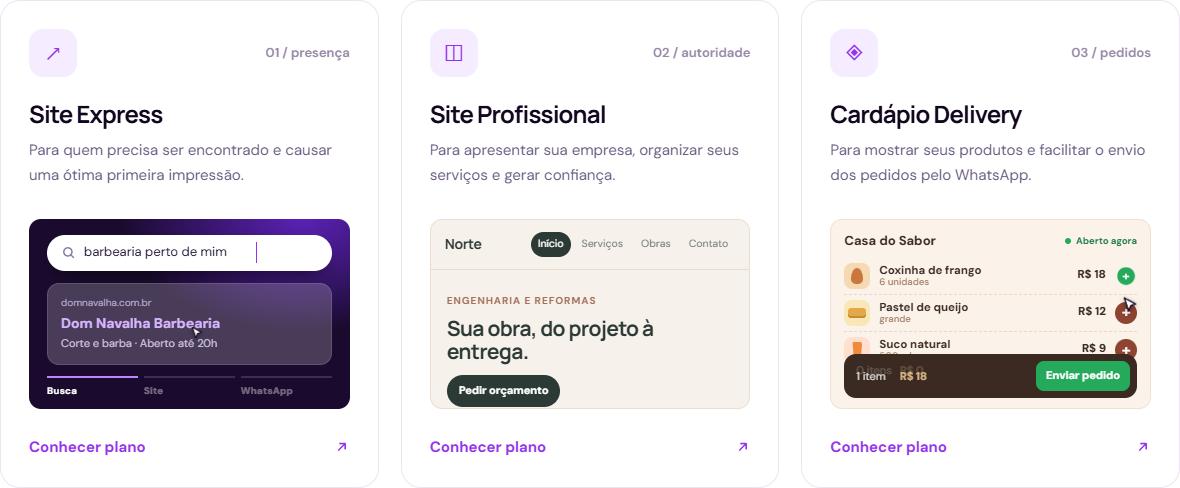 01 / presença
Site Express
Para quem precisa ser encontrado e causar
uma ótima primeira impressão.
barbearia perto de mim
domnavalha.com.br
Dom Navalha Barbearia
Corte e barba · Aberto até 20h
Busca
Site
WhatsApp
Conhecer plano
02 / autoridade
Site Profissional
Para apresentar sua empresa, organizar seus
serviços e gerar confiança.
Norte
Início Serviços Obras Contato
ENGENHARIA E REFORMAS
Sua obra, do projeto à
entrega.
Pedir orçamento
Conhecer plano
03 / pedidos
Cardápio Delivery
Para mostrar seus produtos e facilitar o envio
dos pedidos pelo WhatsApp.
Casa do Sabor
Aberto agora
Coxinha de frango
6 unidades
R$ 18
Pastel de queijo
grande
R$ 12
Suco natural
R$ 9
1 item R$ 18
Enviar pedido
Conhecer plano